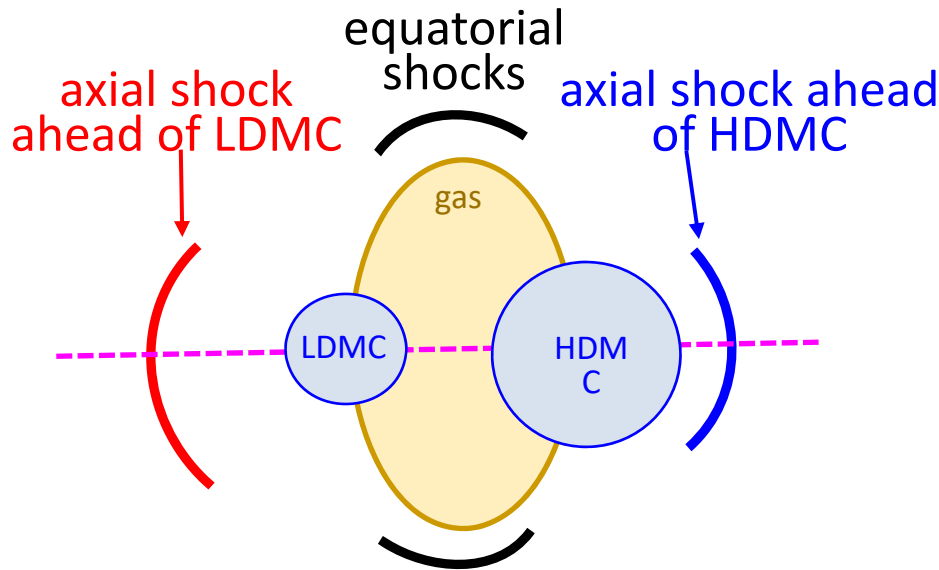 equatorial
shocks
axial shock
ahead of LDMC
axial shock ahead
of HDMC
gas
LDMC
HDM
C